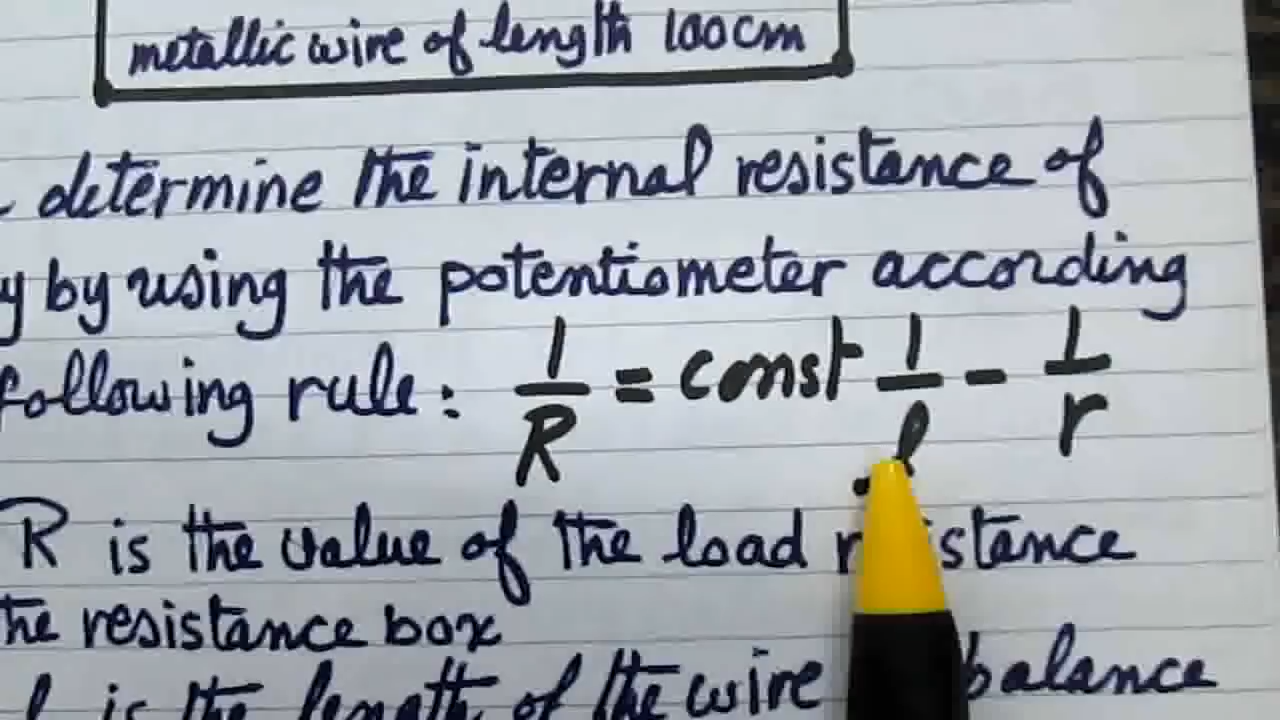 metallic wire of length 100cm
determine the internal resistance of
y by using the potentiometer according
following rule: 1/R = const 1/l - 1/r
R is the value of the load resistance
the resistance box
l is the length of the wire balance